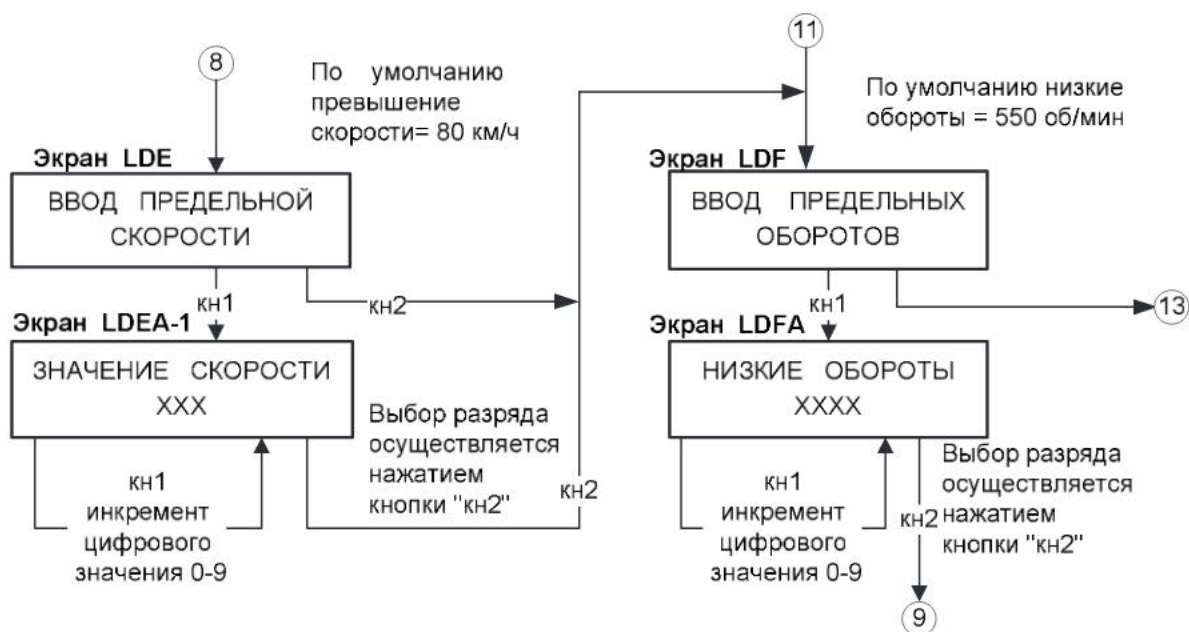 8
По умолчанию
превышение
скорости= 80 км/ч
Экран LDE
ВВОД ПРЕДЕЛЬНОЙ
СКОРОСТИ
кн1
кн2
Экран LDEA-1
ЗНАЧЕНИЕ СКОРОСТИ
XXX
Выбор разряда
осуществляется
нажатием
кнопки "кн2"
кн2
кн1
инкремент
цифрового
значения 0-9
11
По умолчанию низкие
обороты = 550 об/мин
Экран LDF
ВВОД ПРЕДЕЛЬНЫХ
ОБОРОТОВ
кн1
13
Экран LDFA
НИЗКИЕ ОБОРОТЫ
XXXX
Выбор разряда
осуществляется
нажатием
кнопки "кн2"
кн2
кн1
инкремент
цифрового
значения 0-9
9